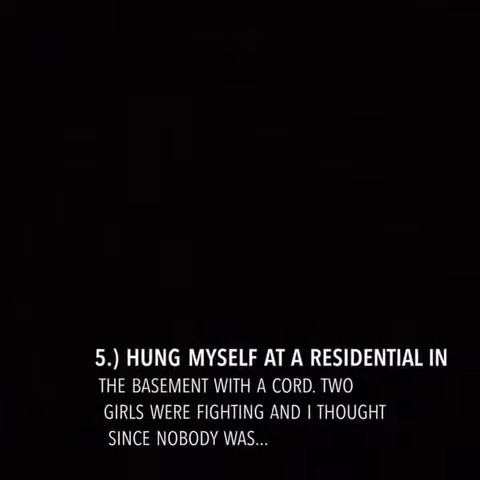 5.) HUNG MYSELF AT A RESIDENTIAL IN
THE BASEMENT WITH A CORD. TWO
GIRLS WERE FIGHTING AND I THOUGHT
SINCE NOBODY WAS...